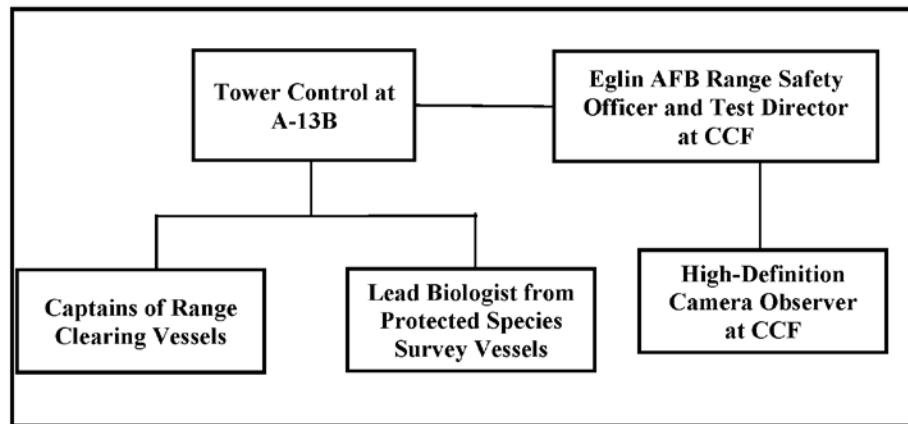 Tower Control at
A-13B
Eglin AFB Range Safety
Officer and Test Director
at CCF
Captains of Range
Clearing Vessels
Lead Biologist from
Protected Species
Survey Vessels
High-Definition
Camera Observer
at CCF